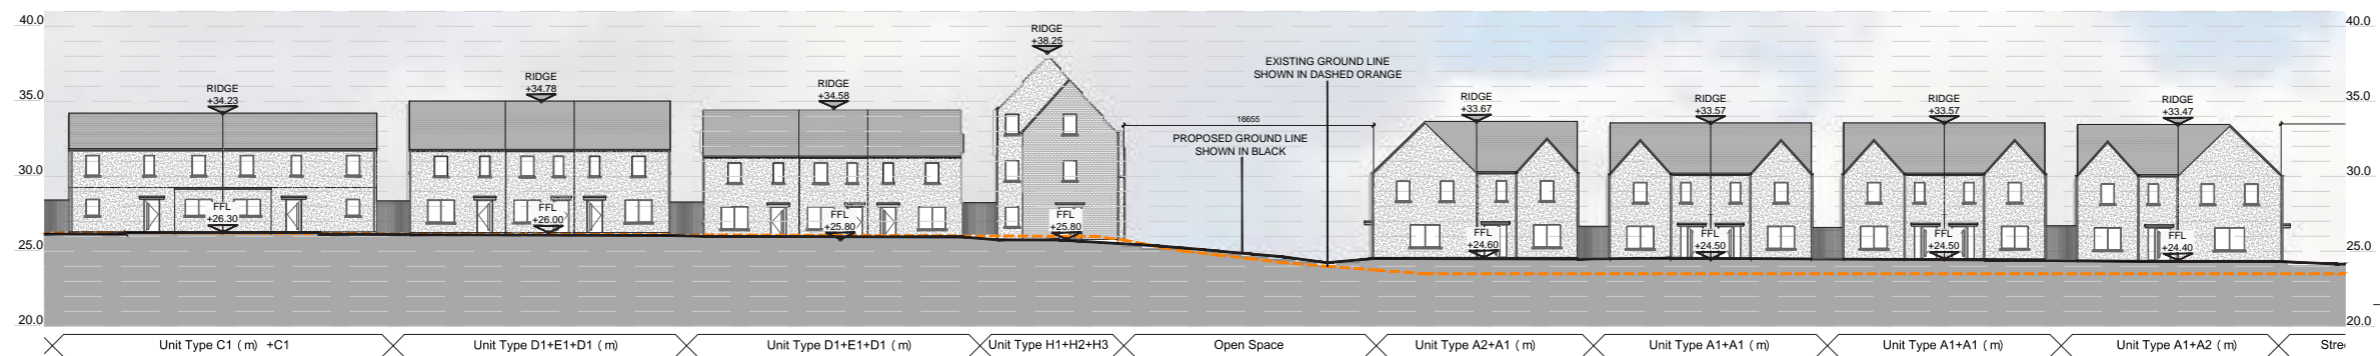 40.0
35.0
30.0
25.0
20.0
RIDGE
+34.23
FFL
+26.30
RIDGE
+34.78
FFL
+26.00
RIDGE
+34.58
FFL
+25.80
RIDGE
+38.25
FFL
+25.80
EXISTING GROUND LINE
SHOWN IN DASHED ORANGE
16655
PROPOSED GROUND LINE
SHOWN IN BLACK
RIDGE
+33.67
FFL
+24.60
RIDGE
+33.57
FFL
+24.50
RIDGE
+33.57
FFL
+24.50
RIDGE
+33.47
FFL
+24.40
40.0
35.0
30.0
25.0
20.0
Unit Type C1 ( m) +C1
Unit Type D1+E1+D1 ( m)
Unit Type D1+E1+D1 ( m)
Unit Type H1+H2+H3
Open Space
Unit Type A2+A1 ( m)
Unit Type A1+A1 ( m)
Unit Type A1+A1 ( m)
Unit Type A1+A2 ( m)